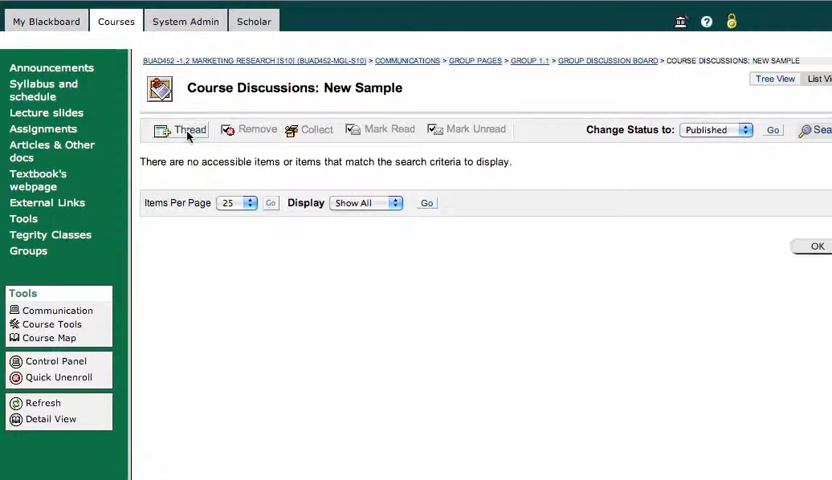 My Blackboard Courses System Admin Scholar
BUAD452 -1,2 MARKETING RESEARCH [S10] (BUAD452-MGL-S10) > COMMUNICATIONS > GROUP PAGES > GROUP 1.1 > GROUP DISCUSSION BOARD > COURSE DISCUSSIONS: NEW SAMPLE
Tree View List Vi
Course Discussions: New Sample
Thread Remove Collect Mark Read Mark Unread Change Status to: Published Go Sea
There are no accessible items or items that match the search criteria to display.
Items Per Page 25 Go Display Show All Go
OK
Announcements
Syllabus and
schedule
Lecture slides
Assignments
Articles & Other
docs
Textbook's
webpage
External Links
Tools
Tegrity Classes
Groups
Tools
Communication
Course Tools
Course Map
Control Panel
Quick Unenroll
Refresh
Detail View